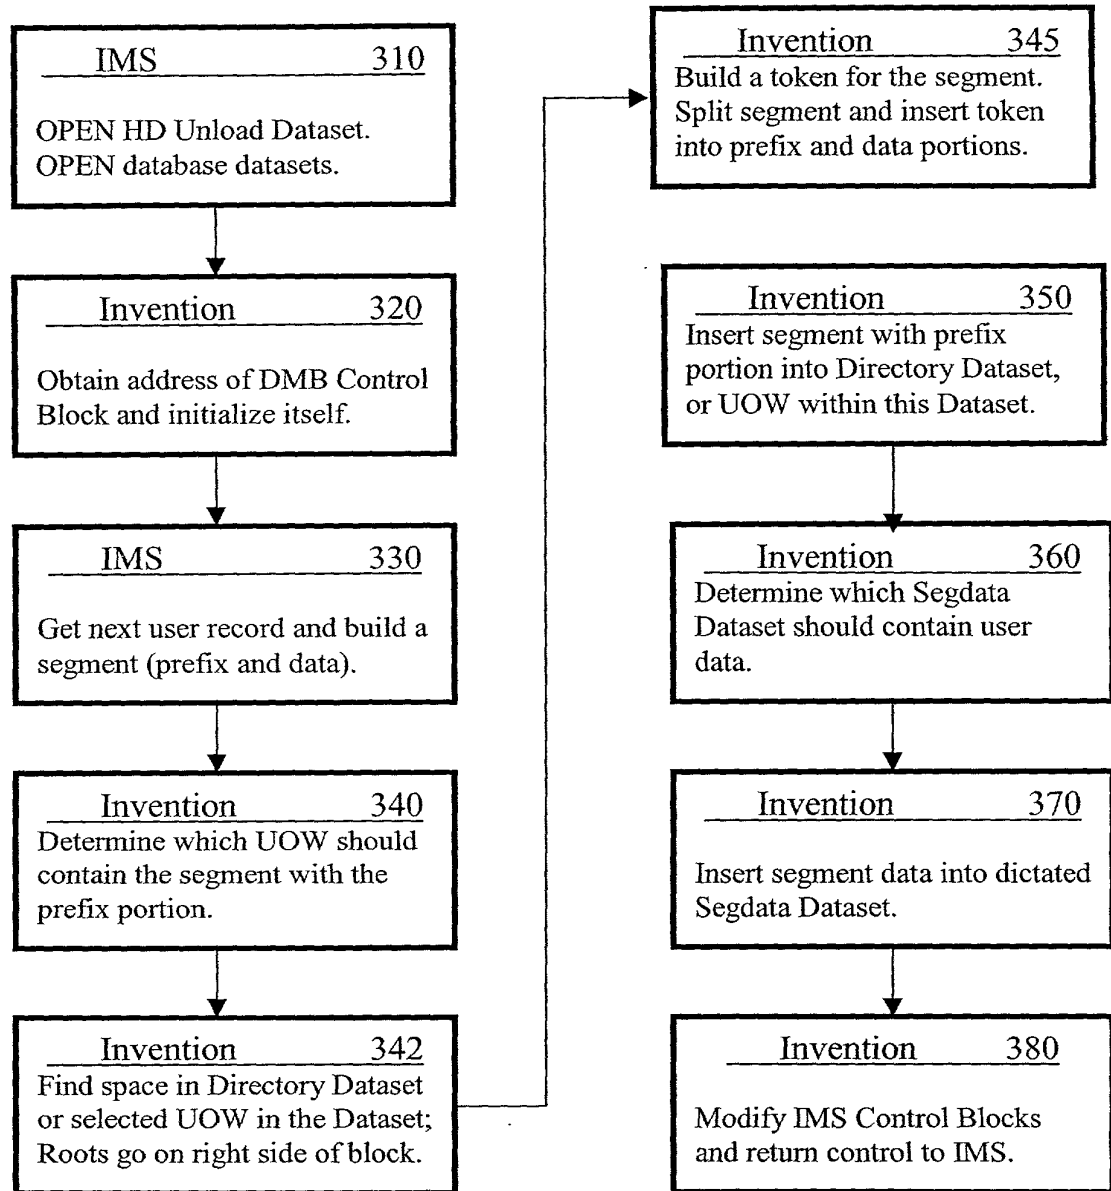 IMS 310
OPEN HD Unload Dataset.
OPEN database datasets.
Invention 320
Obtain address of DMB Control
Block and initialize itself.
IMS 330
Get next user record and build a
segment (prefix and data).
Invention 340
Determine which UOW should
contain the segment with the
prefix portion.
Invention 342
Find space in Directory Dataset
or selected UOW in the Dataset;
Roots go on right side of block.
Invention 345
Build a token for the segment.
Split segment and insert token
into prefix and data portions.
Invention 350
Insert segment with prefix
portion into Directory Dataset,
or UOW within this Dataset.
Invention 360
Determine which Segdata
Dataset should contain user
data.
Invention 370
Insert segment data into dictated
Segdata Dataset.
Invention 380
Modify IMS Control Blocks
and return control to IMS.